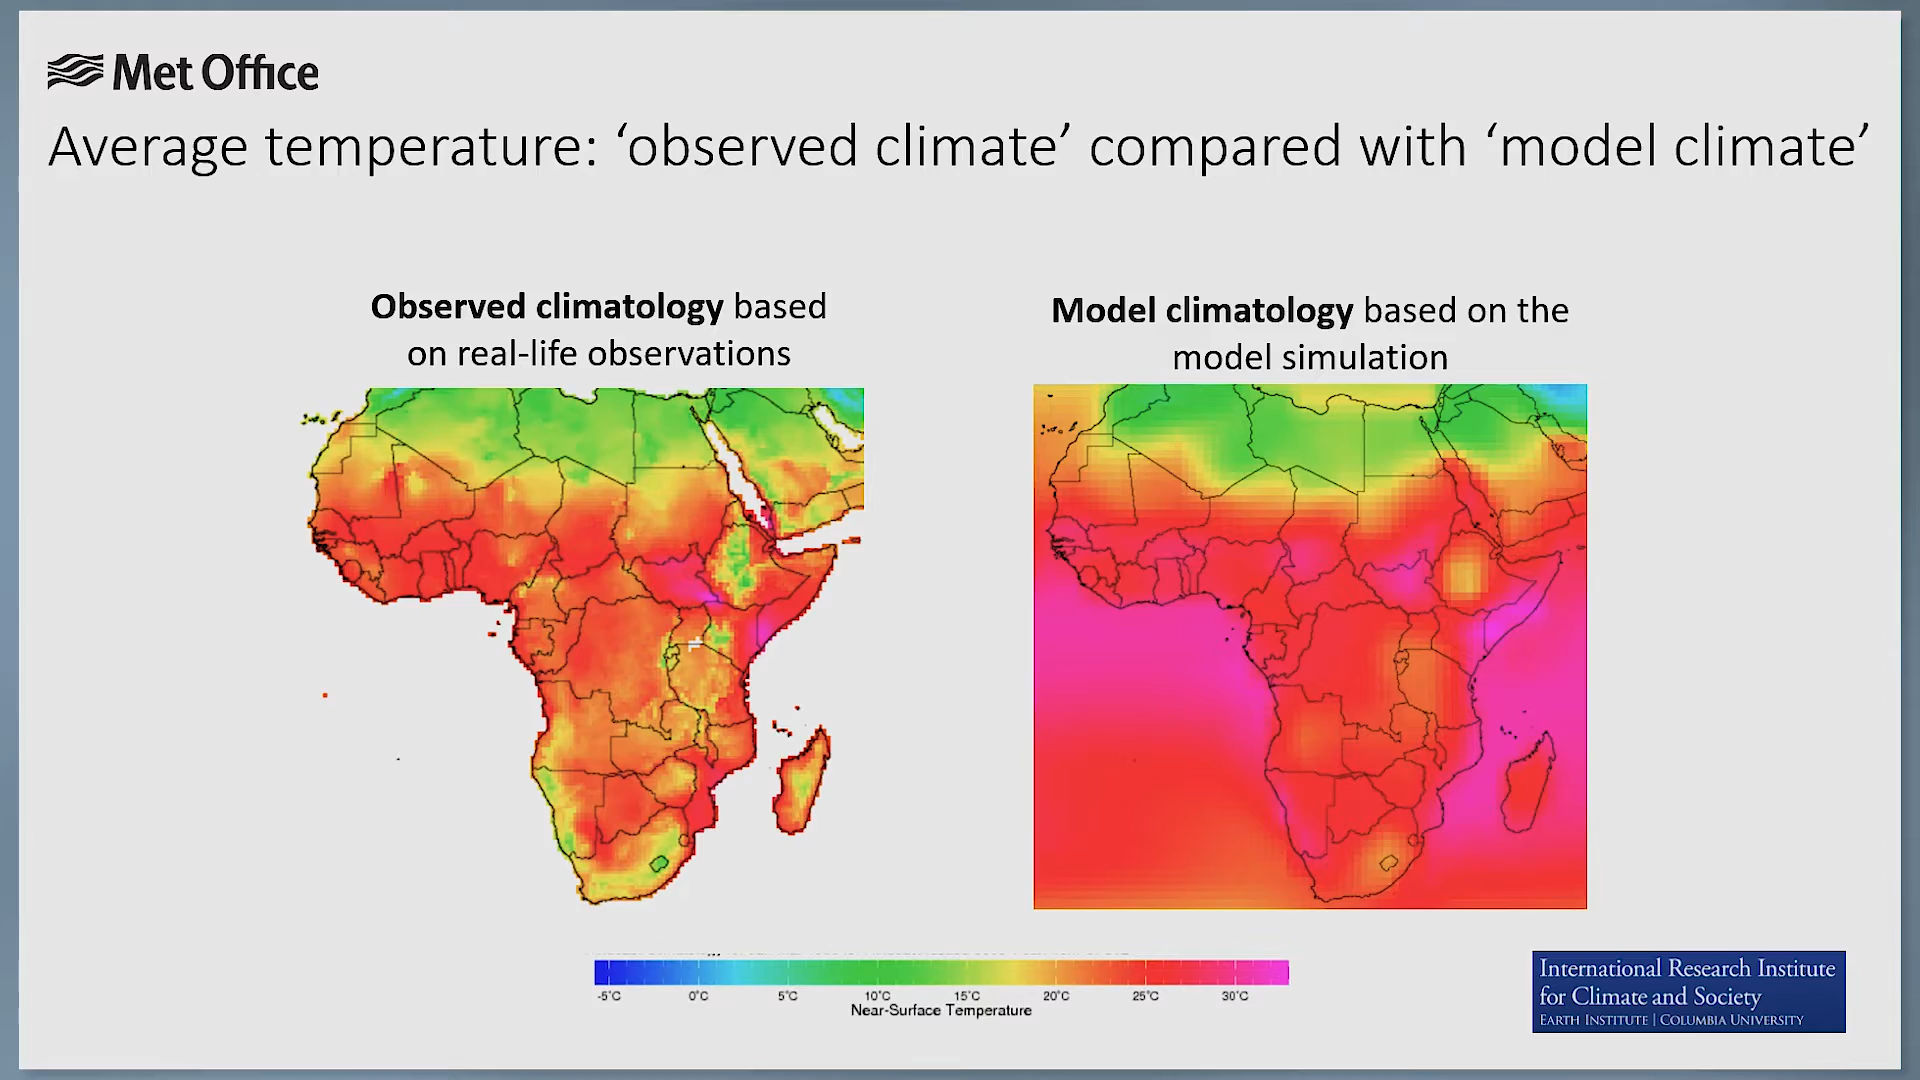 Met Office
Average temperature: ‘observed climate’ compared with ‘model climate’
Observed climatology based
on real-life observations
Model climatology based on the
model simulation
-5°C 0°C 5°C 10°C 15°C 20°C 25°C 30°C
Near-Surface Temperature
International Research Institute
for Climate and Society
EARTH INSTITUTE | COLUMBIA UNIVERSITY